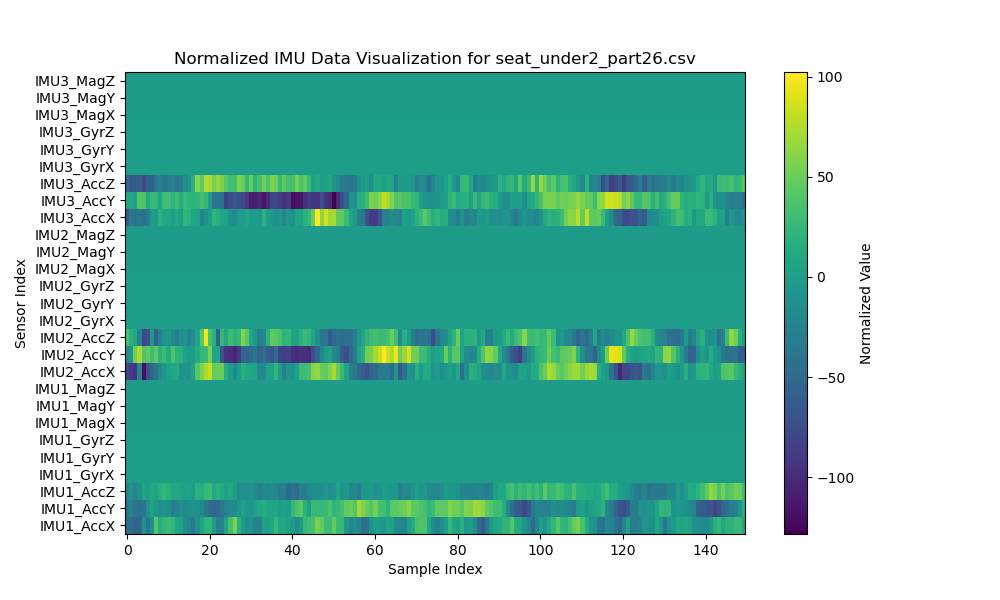 Normalized IMU Data Visualization for seat_under2_part26.csv
IMU3_MagZ
IMU3_MagY
IMU3_MagX
IMU3_GyrZ
IMU3_GyrY
IMU3_GyrX
IMU3_AccZ
IMU3_AccY
IMU3_AccX
IMU2_MagZ
IMU2_MagY
IMU2_MagX
IMU2_GyrZ
IMU2_GyrY
IMU2_GyrX
IMU2_AccZ
IMU2_AccY
IMU2_AccX
IMU1_MagZ
IMU1_MagY
IMU1_MagX
IMU1_GyrZ
IMU1_GyrY
IMU1_GyrX
IMU1_AccZ
IMU1_AccY
IMU1_AccX
Sensor Index
0 20 40 60 80 100 120 140
Sample Index
100
50
0
−50
−100
Normalized Value